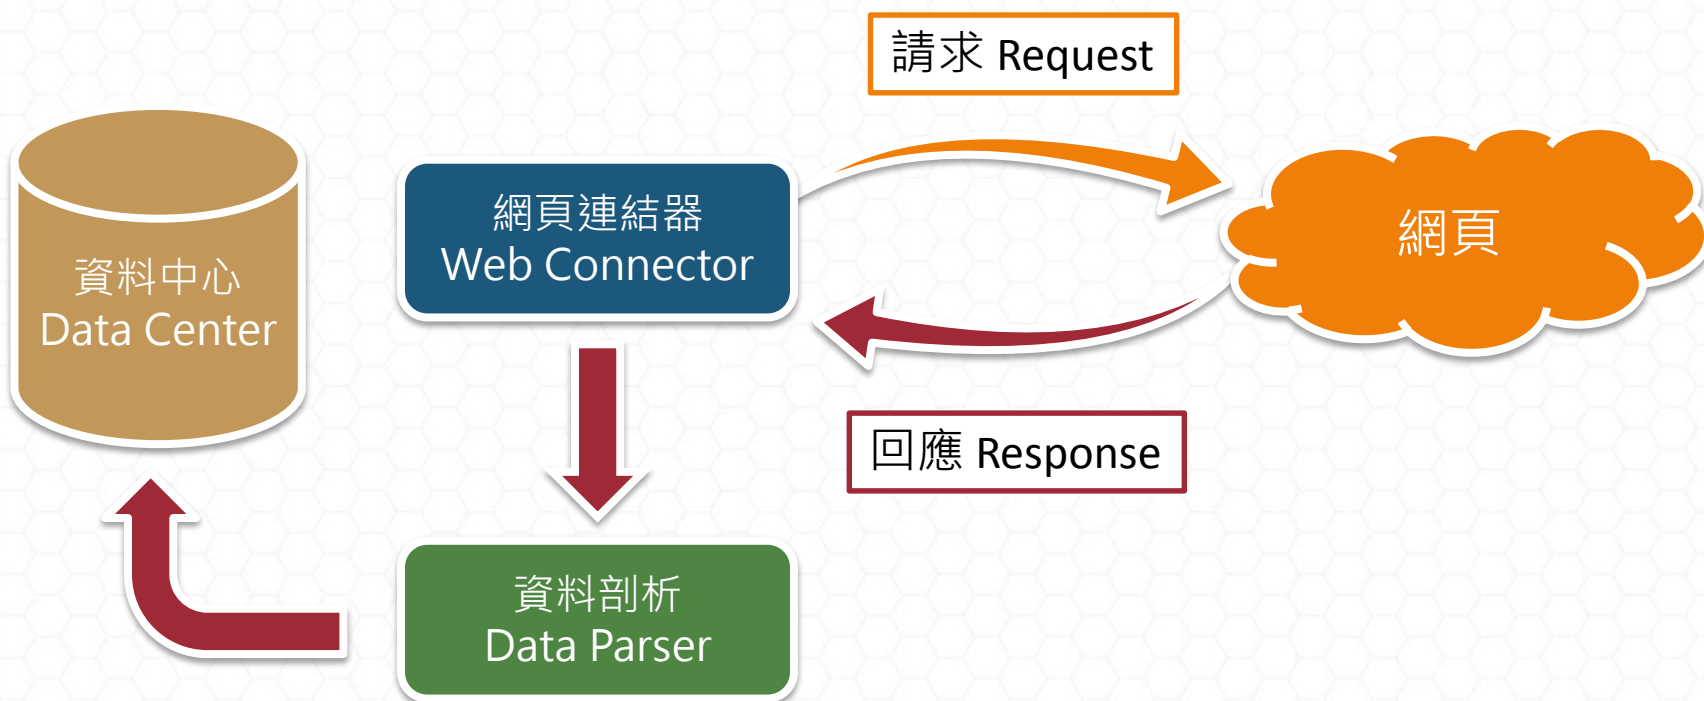 請求 Request
網頁連結器
Web Connector
網頁
資料中心
Data Center
回應 Response
資料剖析
Data Parser